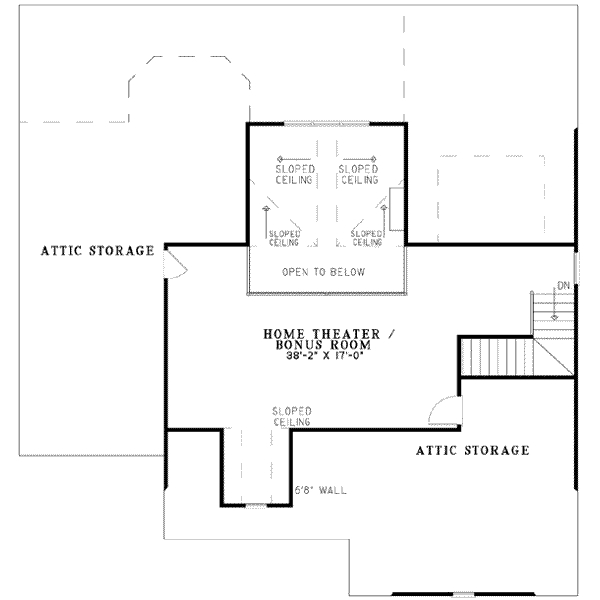 SLOPED CEILING
SLOPED CEILING
SLOPED CEILING
SLOPED CEILING
ATTIC STORAGE
OPEN TO BELOW
DN
HOME THEATER /
BONUS ROOM
38'-2" X 17'-0"
SLOPED
CEILING
ATTIC STORAGE
6'8" WALL